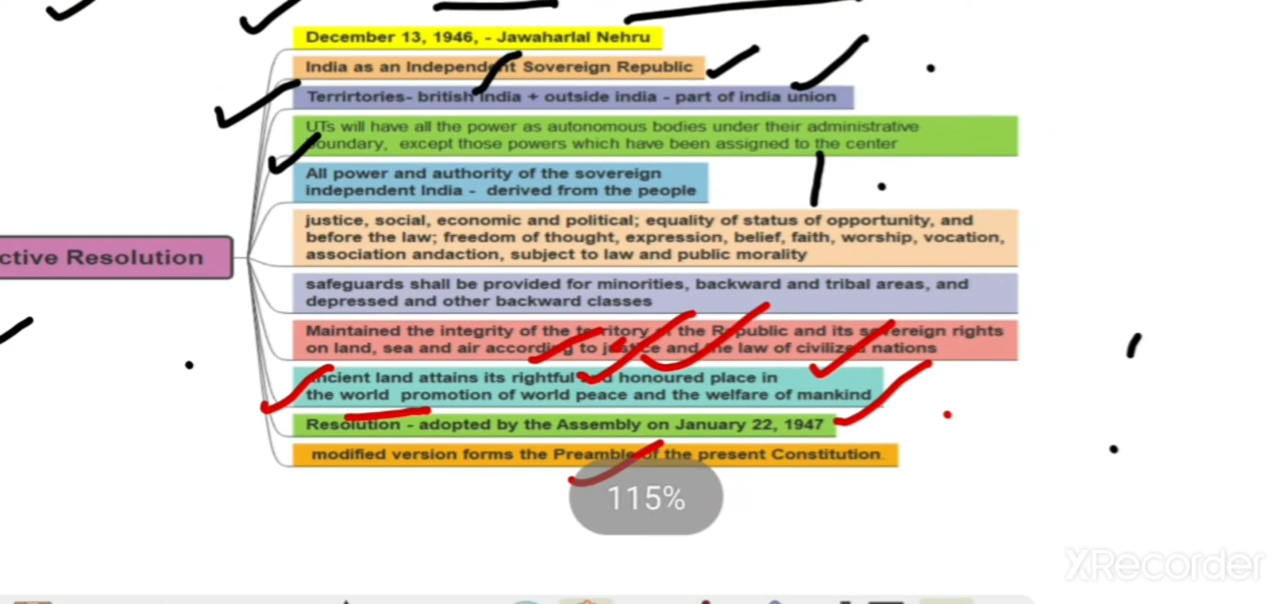 December 13, 1946, - Jawaharlal Nehru
India as an Independent Sovereign Republic
Terrirtories- british india + outside india - part of india union
UTs will have all the power as autonomous bodies under their administrative
boundary, except those powers which have been assigned to the center
All power and authority of the sovereign
independent India - derived from the people
ctive Resolution
justice, social, economic and political; equality of status of opportunity, and
before the law; freedom of thought, expression, belief, faith, worship, vocation,
association andaction, subject to law and public morality
safeguards shall be provided for minorities, backward and tribal areas, and
depressed and other backward classes
Maintained the integrity of the territory of the Republic and its sovereign rights
on land, sea and air according to justice and the law of civilized nations
ancient land attains its rightful and honoured place in
the world promotion of world peace and the welfare of mankind
Resolution - adopted by the Assembly on January 22, 1947
modified version forms the Preamble of the present Constitution.
115%
XRecorder